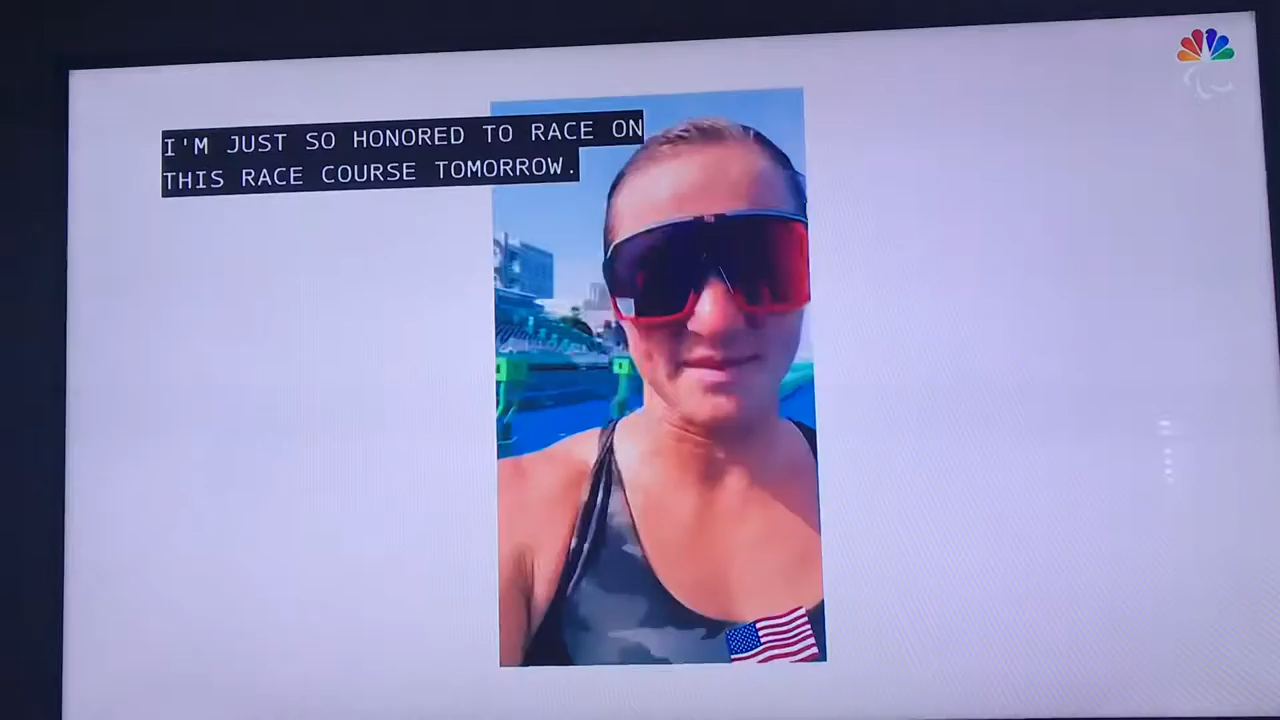 I'M JUST SO HONORED TO RACE ON
THIS RACE COURSE TOMORROW.